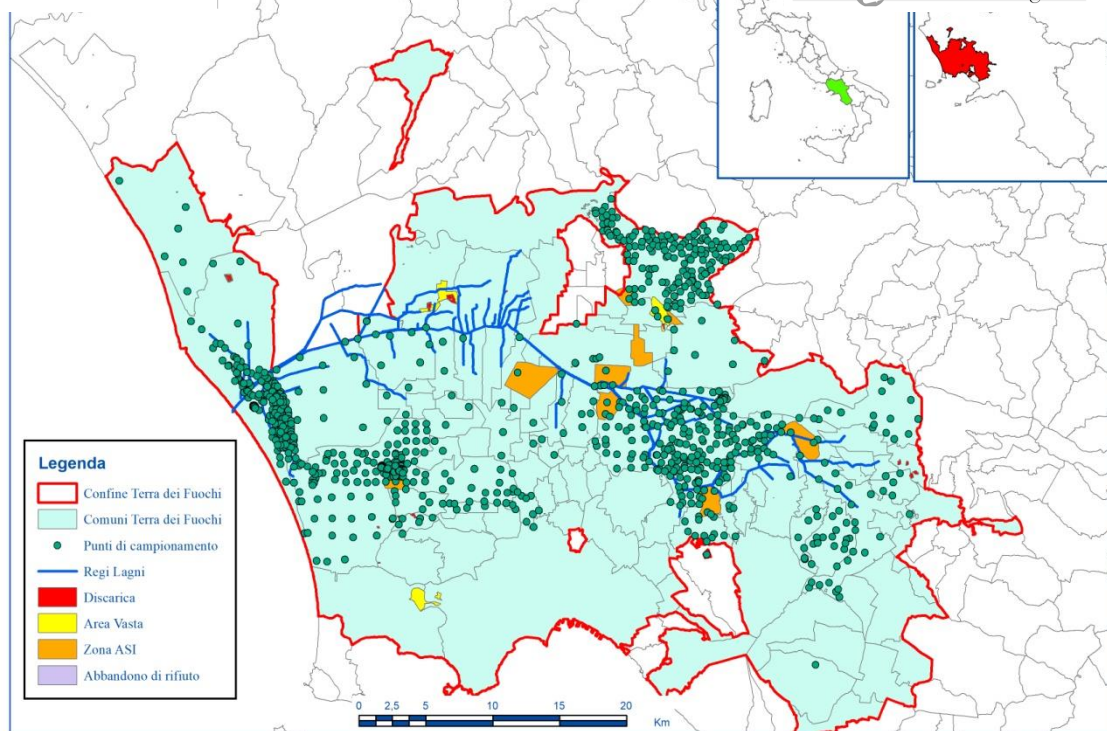 Legenda
Confine Terra dei Fuochi
Comuni Terra dei Fuochi
Punti di campionamento
Regi Lagni
Discarica
Area Vasta
Zona ASI
Abbandono di rifiuto
0 2,5 5 10 15 20
Km